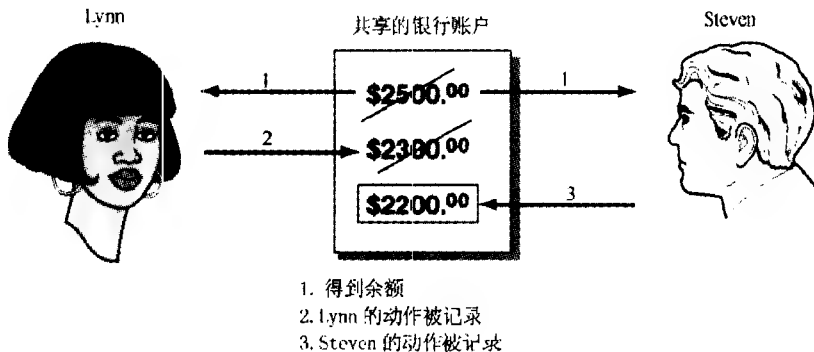 Lynn
共享的银行账户
Steven
1
$2500.00
1
2
$2300.00
$2200.00
3
1. 得到余额
2. Lynn 的动作被记录
3. Steven 的动作被记录